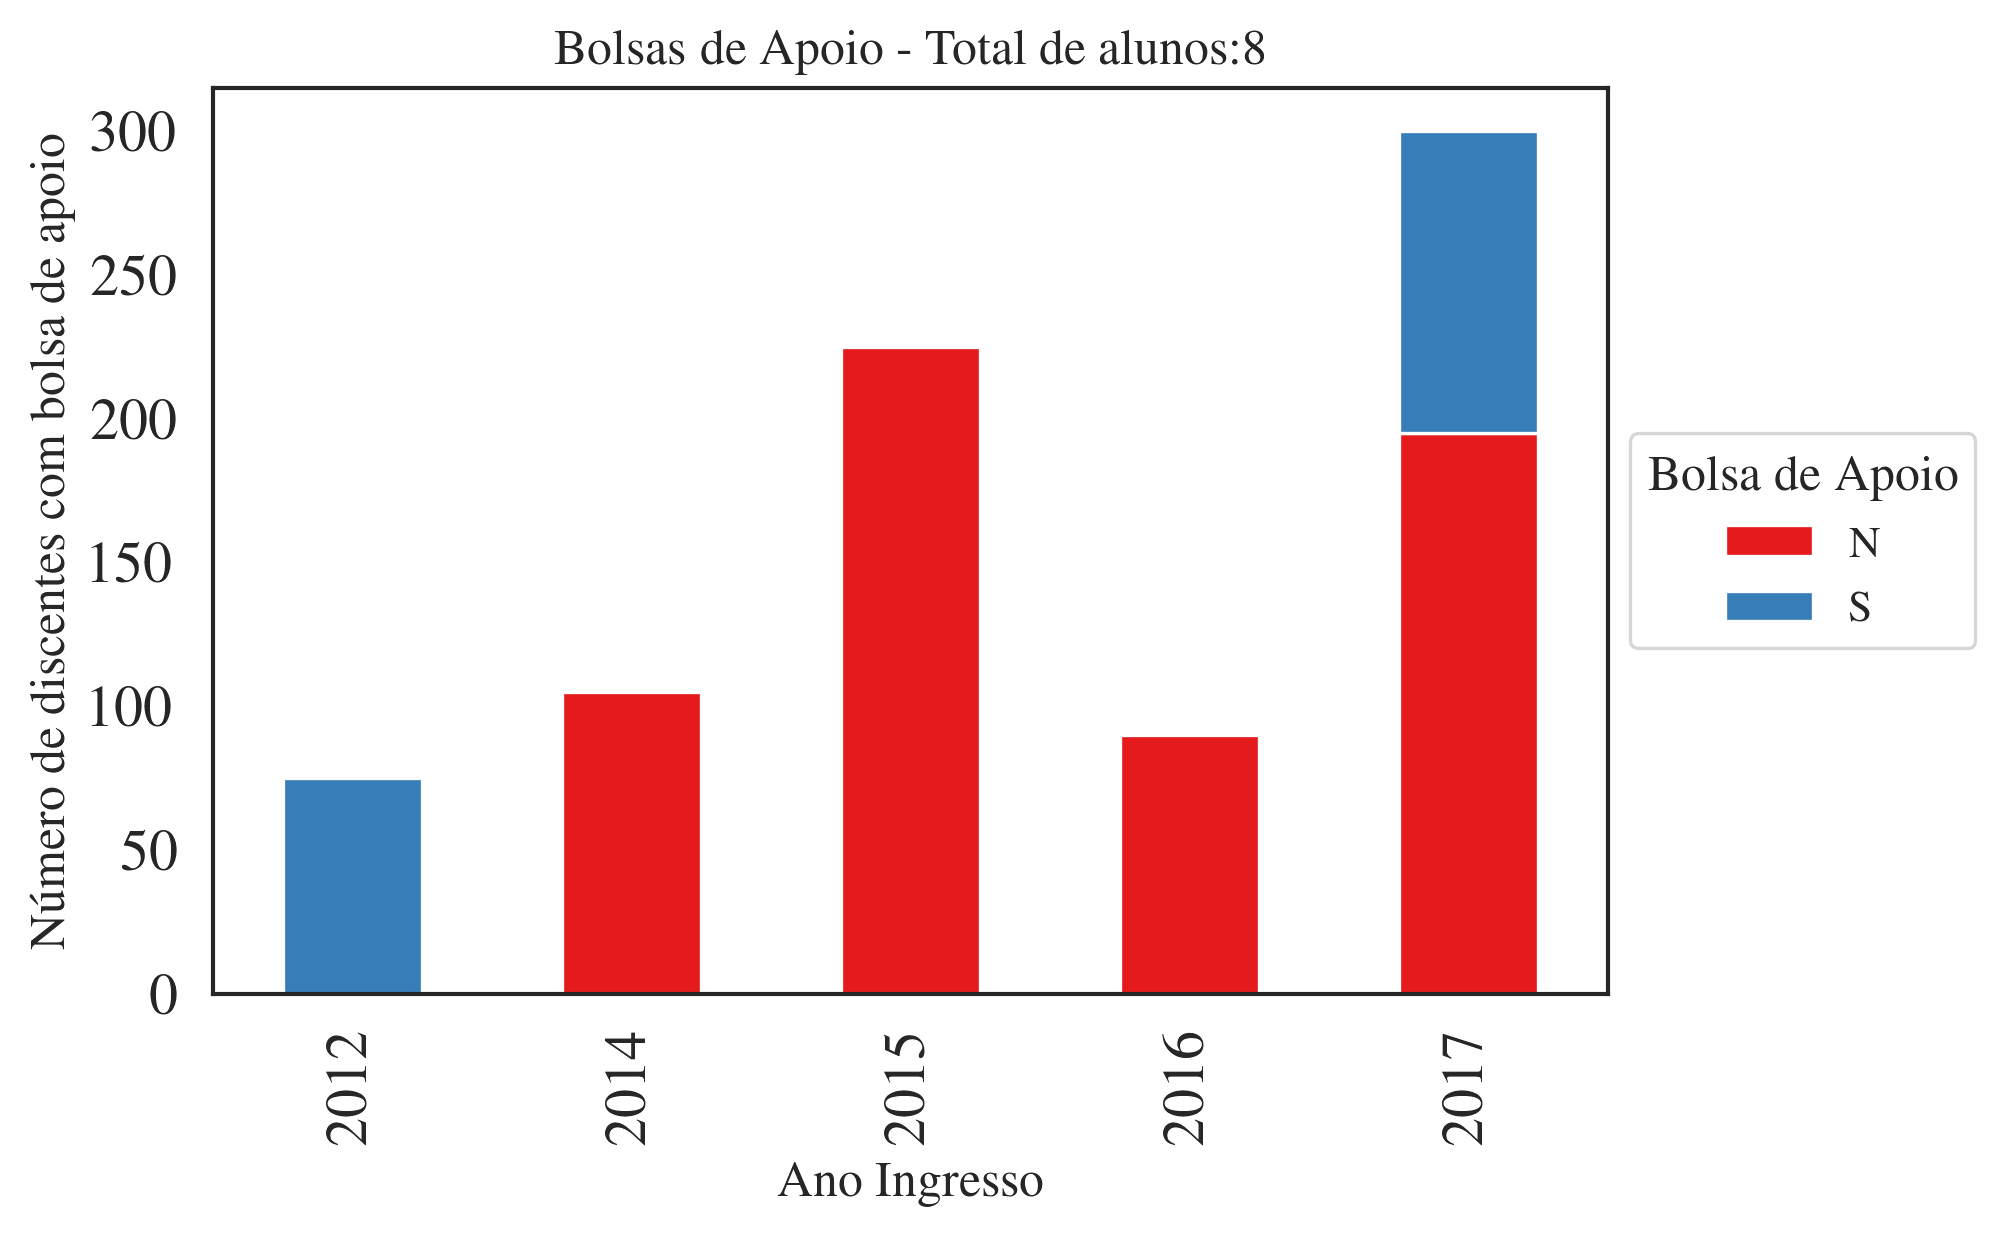 Bolsas de Apoio - Total de alunos:8
Número de discentes com bolsa de apoio
300
250
200
150
100
50
0
2012
2014
2015
2016
2017
Ano Ingresso
Bolsa de Apoio
N
S